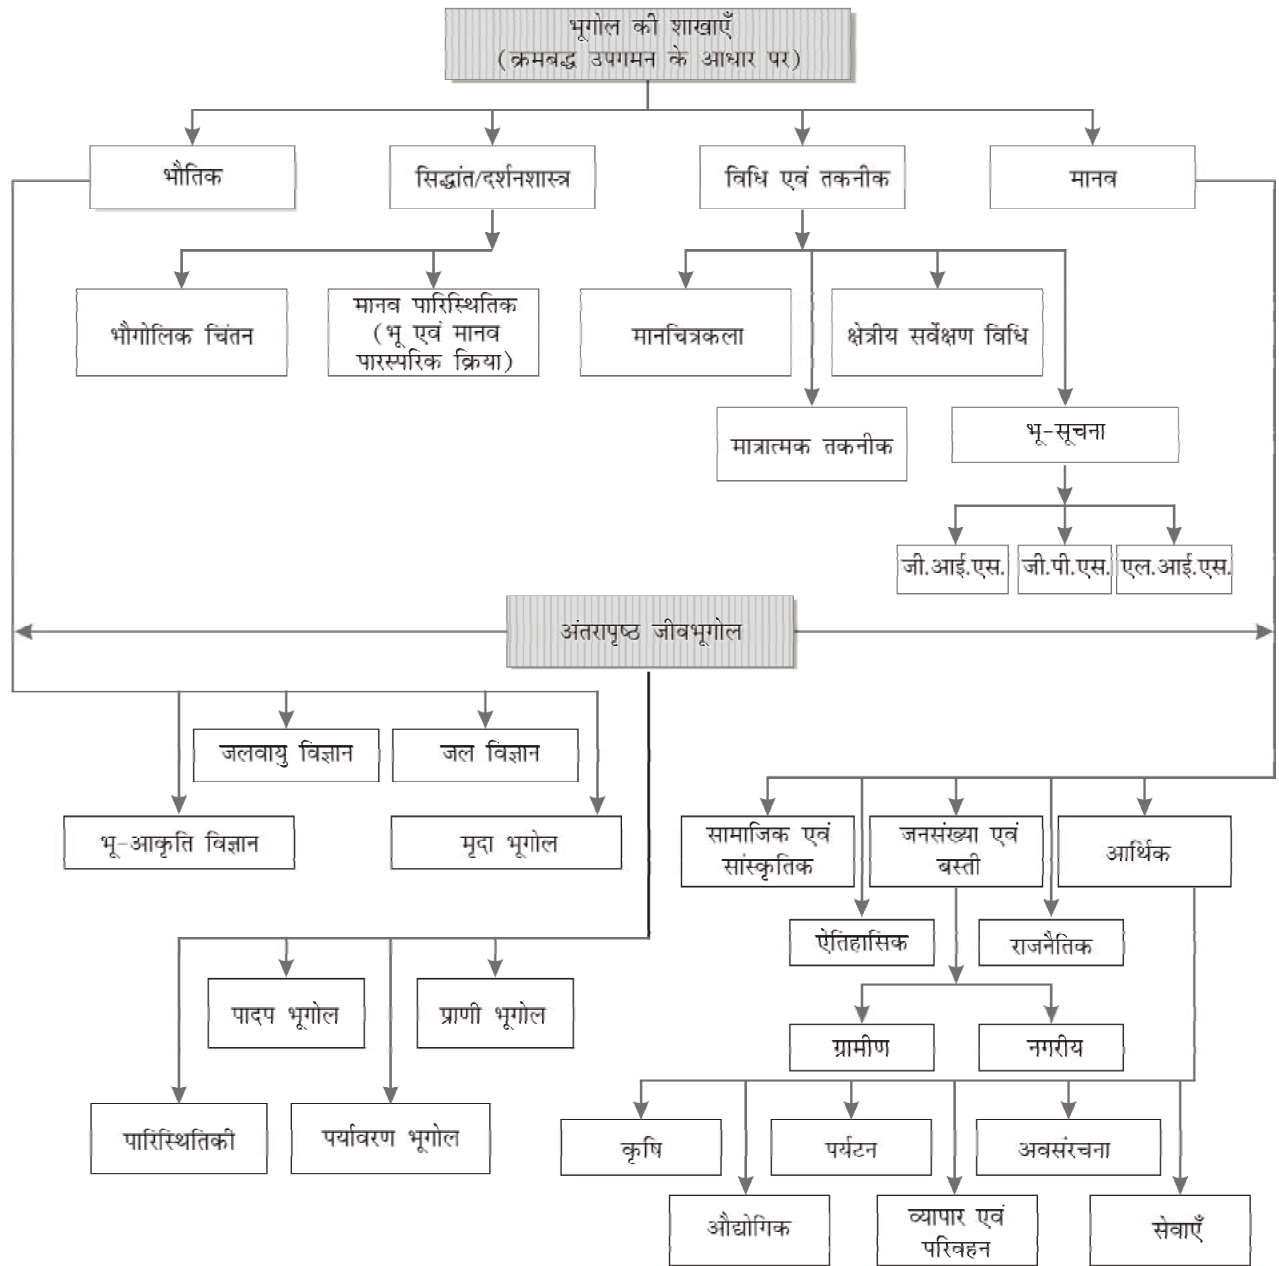 भूगोल की शाखाएँ
(क्रमबद्ध उपगमन के आधार पर)
भौतिक
सिद्धांत/दर्शनशास्त्र
विधि एवं तकनीक
मानव
भौगोलिक चिंतन
मानव पारिस्थितिक
(भू एवं मानव
पारस्परिक क्रिया)
मानचित्रकला
क्षेत्रीय सर्वेक्षण विधि
मात्रात्मक तकनीक
भू-सूचना
जी.आई.एस.
जी.पी.एस.
एल.आई.एस.
अंतरापृष्ठ जीवभूगोल
जलवायु विज्ञान
जल विज्ञान
भू-आकृति विज्ञान
मृदा भूगोल
सामाजिक एवं
सांस्कृतिक
जनसंख्या एवं
बस्ती
आर्थिक
ऐतिहासिक
राजनैतिक
पादप भूगोल
प्राणी भूगोल
ग्रामीण
नगरीय
पारिस्थितिकी
पर्यावरण भूगोल
कृषि
पर्यटन
अवसंरचना
औद्योगिक
व्यापार एवं
परिवहन
सेवाएँ